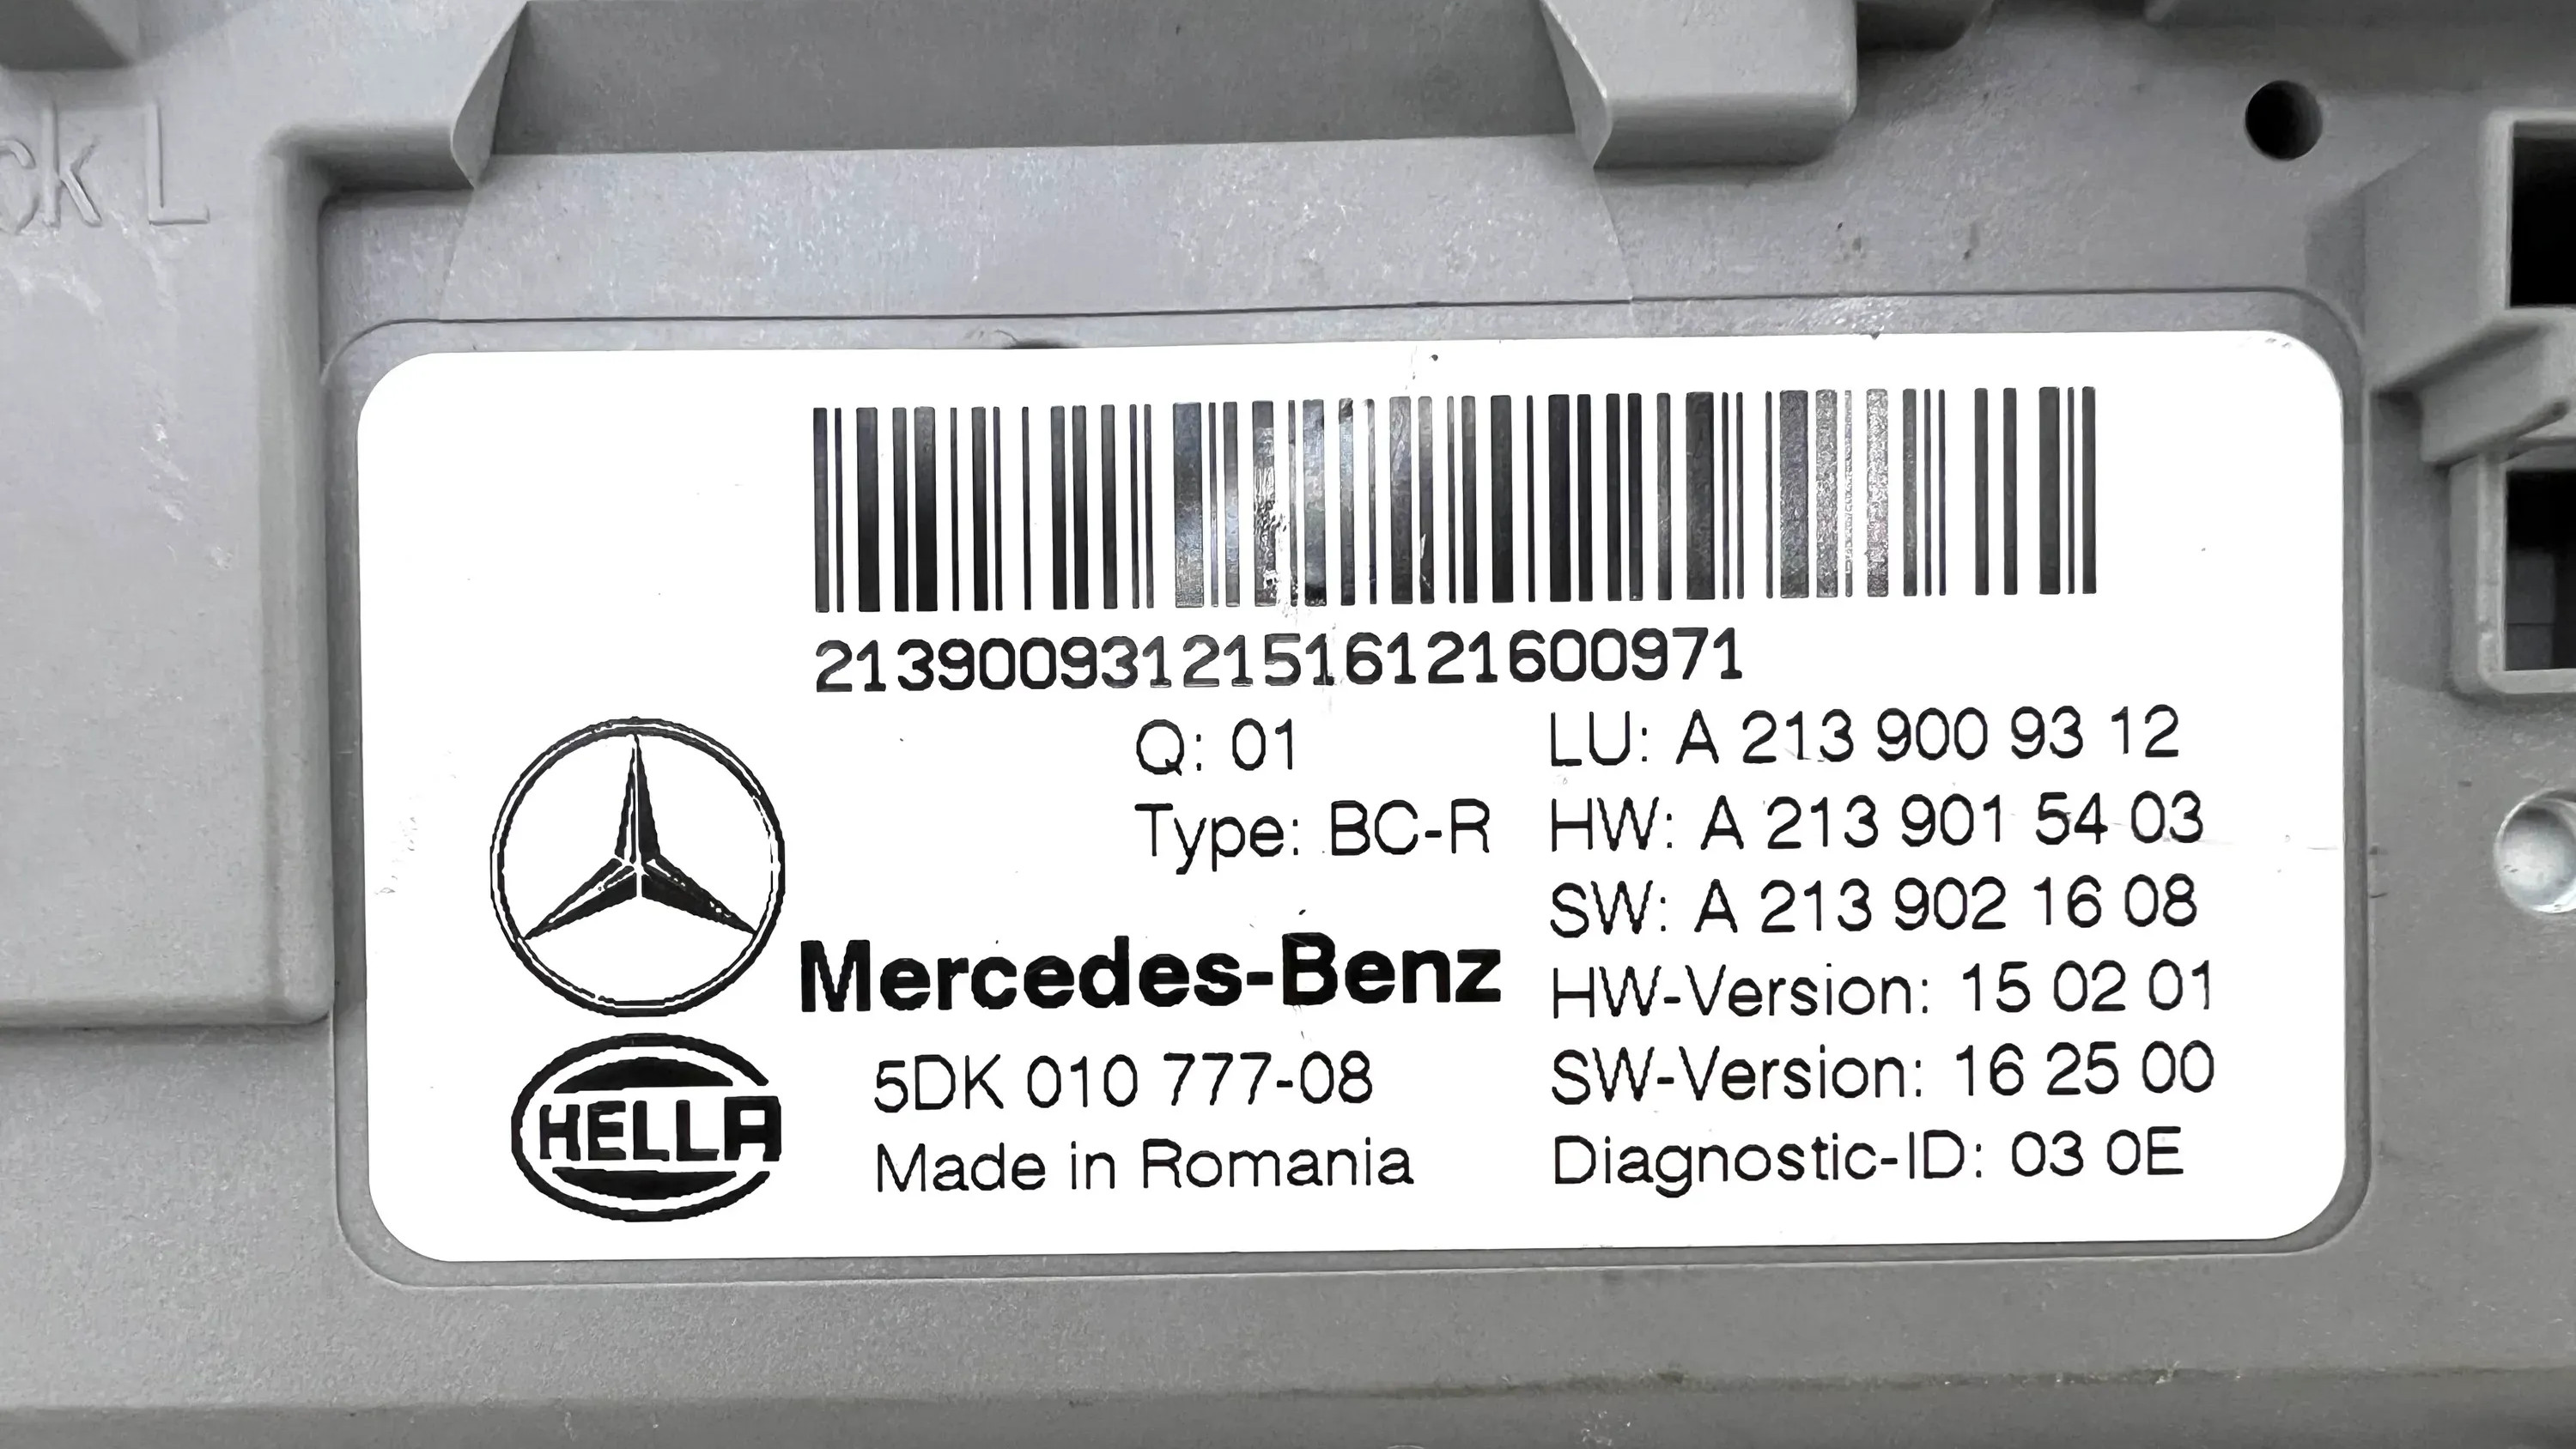 ck L
21390093121516121600971
Q: 01
Type: BC-R
LU: A 213 900 93 12
HW: A 213 901 54 03
SW: A 213 902 16 08
HW-Version: 15 02 01
SW-Version: 16 25 00
Diagnostic-ID: 03 0E
Mercedes-Benz
HELLA
5DK 010 777-08
Made in Romania